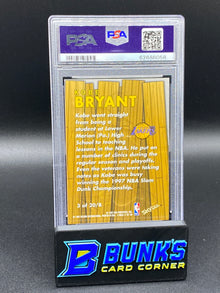 PSA
PSA
KOBE
BRYANT
Kobe went straight
from being a
student at Lower
Merion (Pa) High
School to teaching
lessons in the NBA. He put on
a number of clinics during the
regular season and playoffs.
Even the veterans were taking
notes as Kobe was busy
winning the 1997 NBA Slam
Dunk Championship.
3 of 20/S
BUNK'S
CARD CORNER